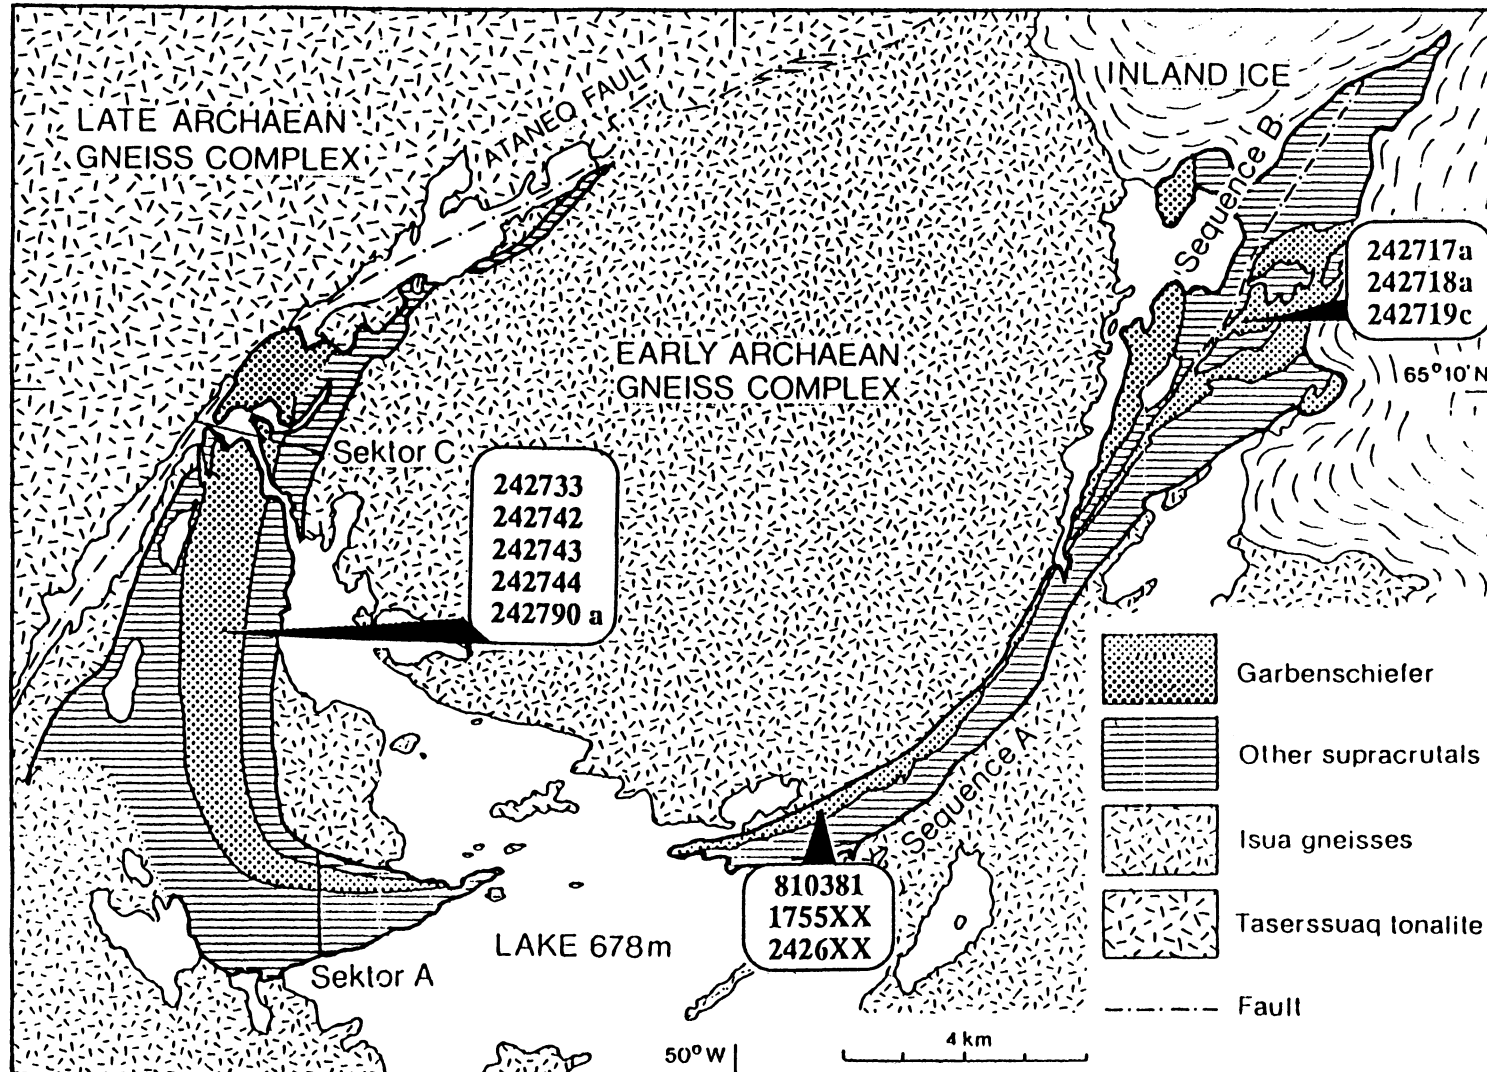 INLAND ICE
LATE ARCHAEAN
GNEISS COMPLEX
ATANEQ FAULT
Sequence B
242717a
242718a
242719c
EARLY ARCHAEAN
GNEISS COMPLEX
65°10'N
Sektor C
242733
242742
242743
242744
242790 a
Garbenschiefer
Other supracrutals
Sequence A
Isua gneisses
810381
1755XX
2426XX
Taserssuaq tonalite
LAKE 678m
Sektor A
Fault
50°W
4 km